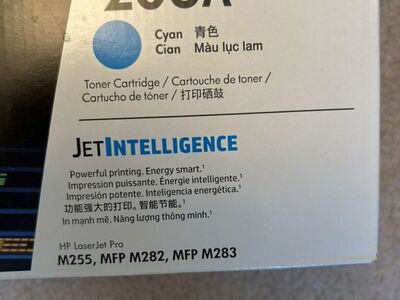 Cyan 青色
Cian Màu lục lam
Toner Cartridge / Cartouche de toner /
Cartucho de tóner / 打印硒鼓
JETINTELLIGENCE
Powerful printing. Energy smart.¹
Impression puissante. Énergie intelligente.¹
Impresión potente. Inteligencia energética.¹
功能强大的打印。智能节能。¹
In mạnh mẽ. Năng lượng thông minh.¹
HP LaserJet Pro
M255, MFP M282, MFP M283